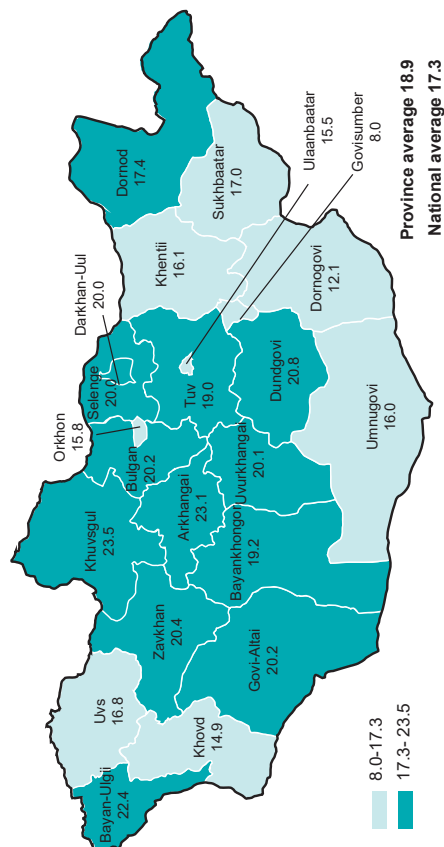 Bayan-Ulgii
22.4
Uvs
16.8
Khovd
14.9
Zavkhan
20.4
Govi-Altai
20.2
Khuvsgul
23.5
Arkhangai
23.1
Bayankhongor
19.2
Orkhon
15.8
Bulgan
20.2
Uvurkhangai
20.1
Selenge
20.0
Darkhan-Uul
20.0
Tuv
19.0
Dundgovi
20.8
Umnugovi
16.0
Khentii
16.1
Dornod
17.4
Sukhbaatar
17.0
Dornogovi
12.1
Ulaanbaatar
15.5
Govisumber
8.0
Province average 18.9
National average 17.3
8.0-17.3
17.3- 23.5